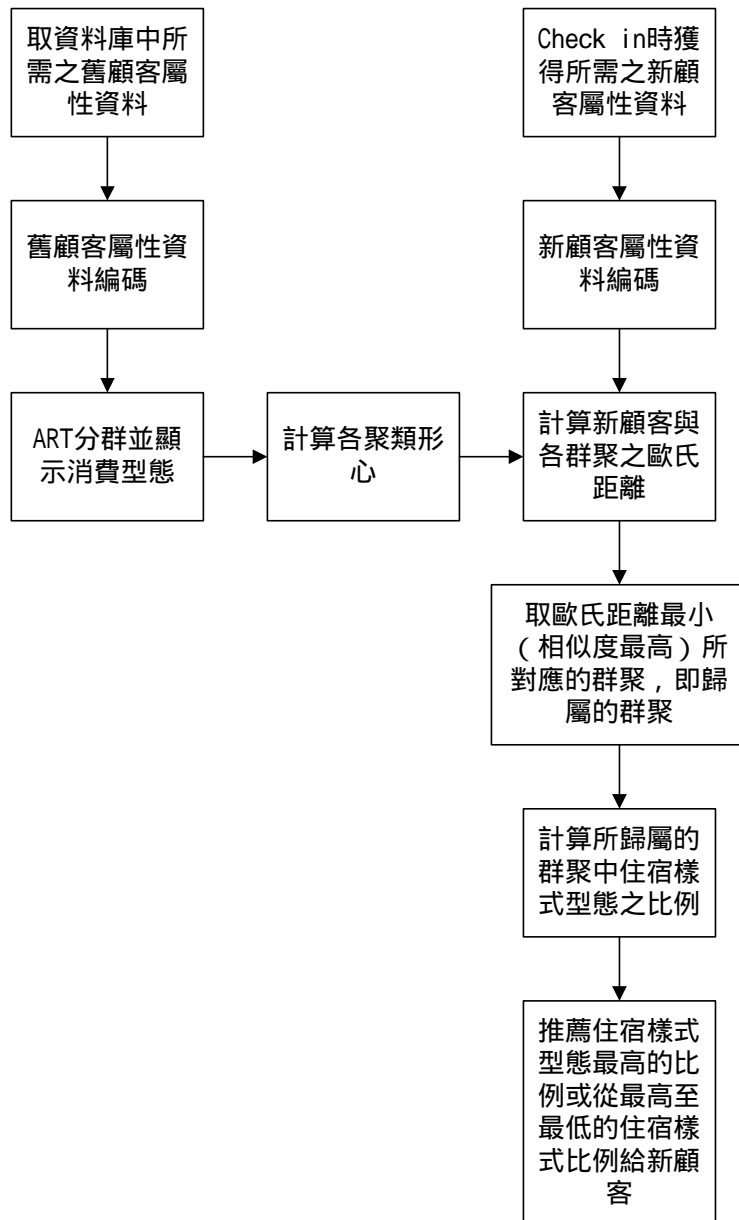 取資料庫中所
需之舊顧客屬
性資料
Check in時獲
得所需之新顧
客屬性資料
舊顧客屬性資
料編碼
新顧客屬性資
料編碼
ART分群並顯
示消費型態
計算各聚類形
心
計算新顧客與
各群聚之歐氏
距離
取歐氏距離最小
(相似度最高)所
對應的群聚,即歸
屬的群聚
計算所歸屬的
群聚中住宿樣
式型態之比例
推薦住宿樣式
型態最高的比
例或從最高至
最低的住宿樣
式比例給新顧
客